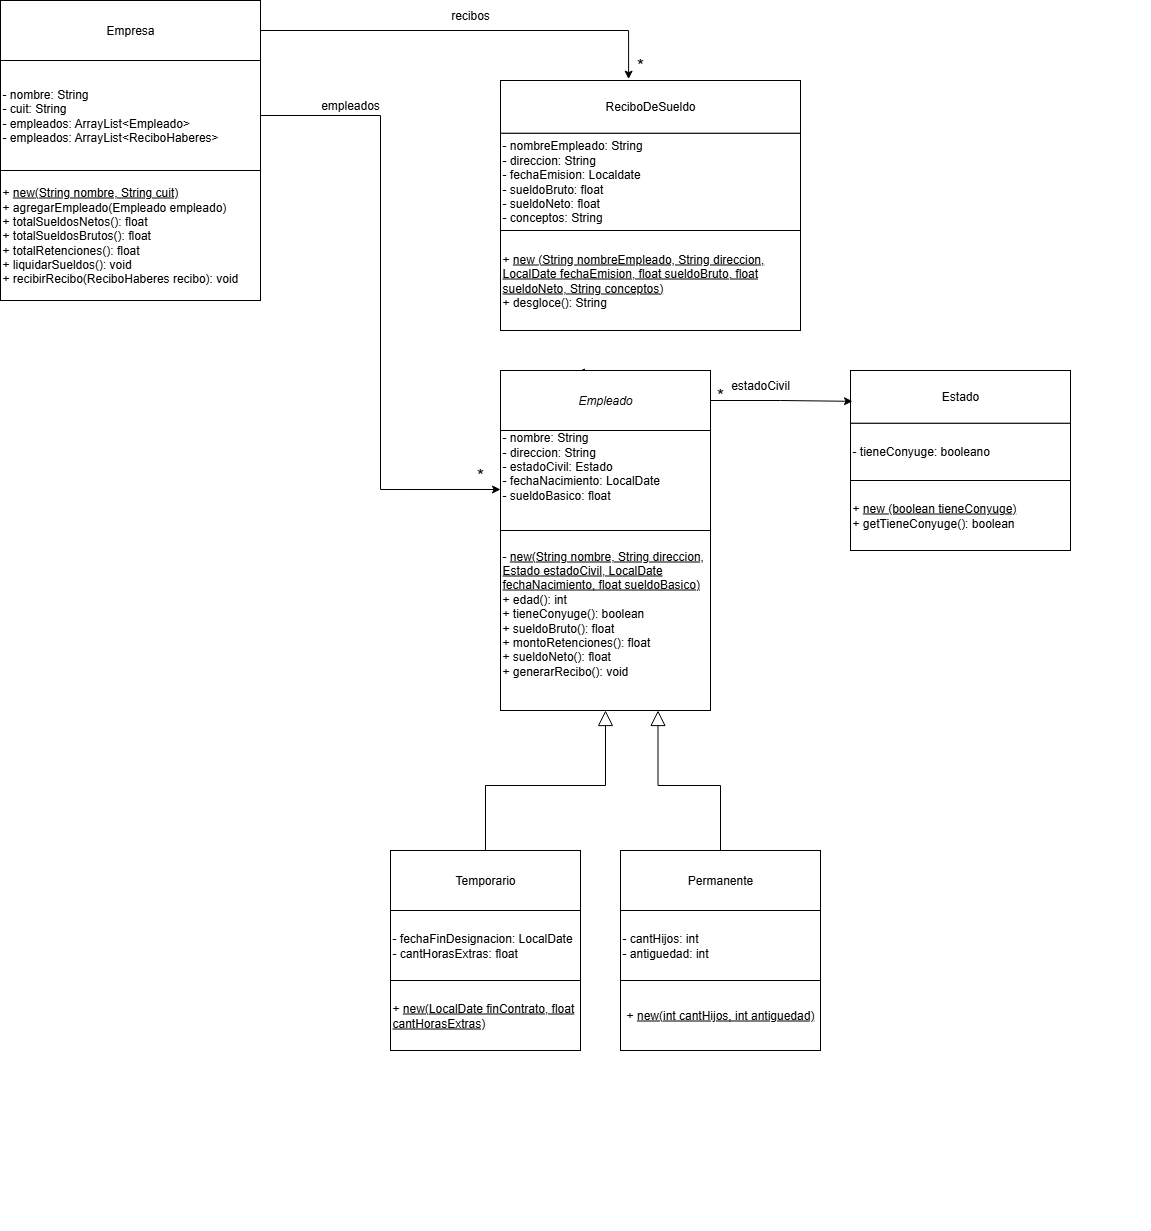 Empresa
- nombre: String
- cuit: String
- empleados: ArrayList<Empleado>
- empleados: ArrayList<ReciboHaberes>
+ new(String nombre, String cuit)
+ agregarEmpleado(Empleado empleado)
+ totalSueldosNetos(): float
+ totalSueldosBrutos(): float
+ totalRetenciones(): float
+ liquidarSueldos(): void
+ recibirRecibo(ReciboHaberes recibo): void
recibos
*
empleados
*
ReciboDeSueldo
- nombreEmpleado: String
- direccion: String
- fechaEmision: Localdate
- sueldoBruto: float
- sueldoNeto: float
- conceptos: String
+ new (String nombreEmpleado, String direccion,
LocalDate fechaEmision, float sueldoBruto, float
sueldoNeto, String conceptos)
+ desgloce(): String
Empleado
- nombre: String
- direccion: String
- estadoCivil: Estado
- fechaNacimiento: LocalDate
- sueldoBasico: float
- new(String nombre, String direccion,
Estado estadoCivil, LocalDate
fechaNacimiento, float sueldoBasico)
+ edad(): int
+ tieneConyuge(): boolean
+ sueldoBruto(): float
+ montoRetenciones(): float
+ sueldoNeto(): float
+ generarRecibo(): void
* estadoCivil
Estado
- tieneConyuge: booleano
+ new (boolean tieneConyuge)
+ getTieneConyuge(): boolean
Temporario
- fechaFinDesignacion: LocalDate
- cantHorasExtras: float
+ new(LocalDate finContrato, float
cantHorasExtras)
Permanente
- cantHijos: int
- antiguedad: int
+ new(int cantHijos, int antiguedad)